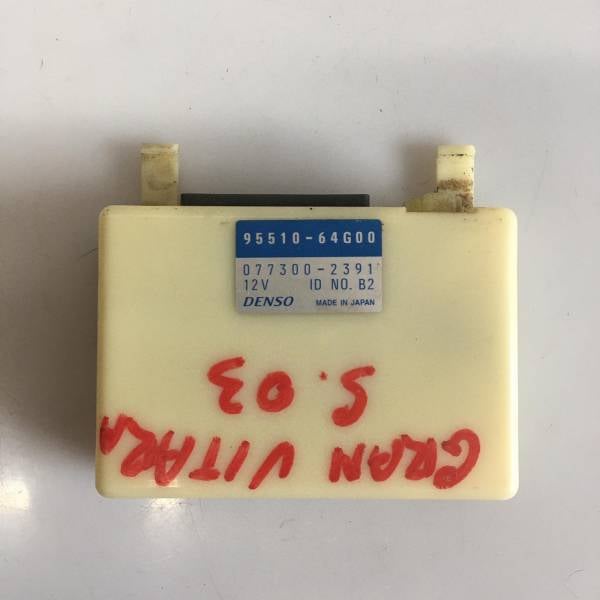 95510-64G00
077300-2391
12V ID NO. B2
DENSO MADE IN JAPAN
GRAN VITARA
S.03